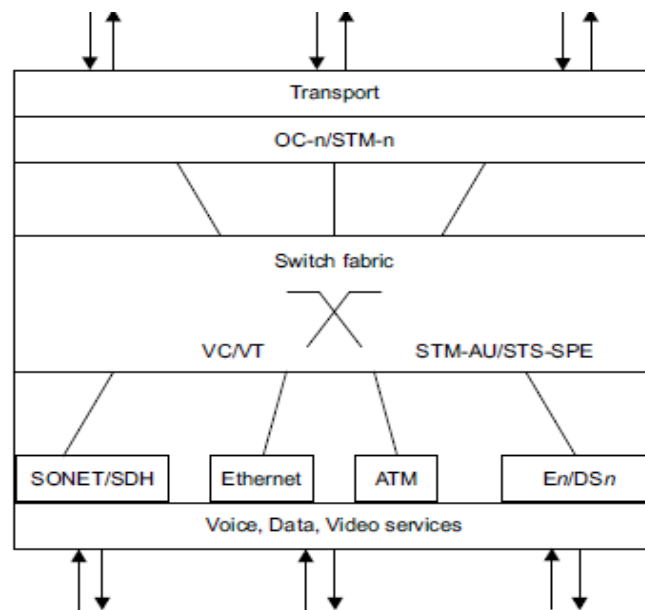 Transport
OC-n/STM-n
Switch fabric
VC/VT STM-AU/STS-SPE
SONET/SDH Ethernet ATM En/DSn
Voice, Data, Video services